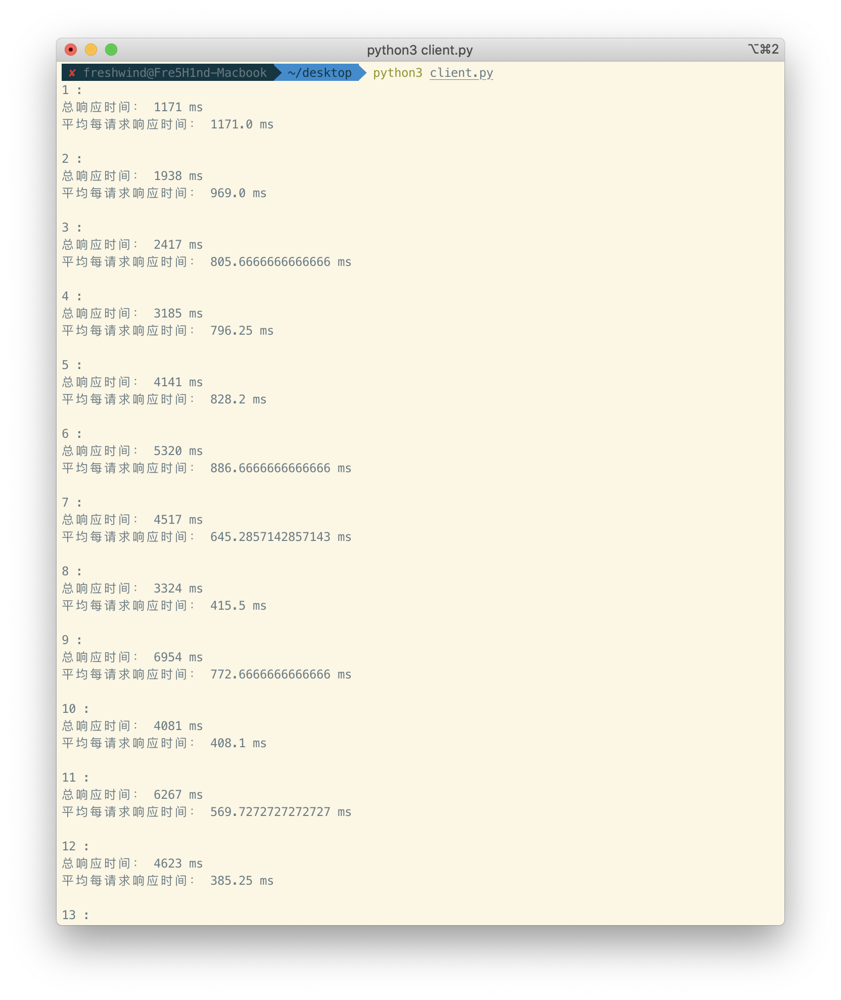 python3 client.py
⌥⌘2
✘ freshwind@Fre5H1nd-Macbook ~/desktop python3 client.py
1 :
总响应时间： 1171 ms
平均每请求响应时间： 1171.0 ms
2 :
总响应时间： 1938 ms
平均每请求响应时间： 969.0 ms
3 :
总响应时间： 2417 ms
平均每请求响应时间： 805.6666666666666 ms
4 :
总响应时间： 3185 ms
平均每请求响应时间： 796.25 ms
5 :
总响应时间： 4141 ms
平均每请求响应时间： 828.2 ms
6 :
总响应时间： 5320 ms
平均每请求响应时间： 886.6666666666666 ms
7 :
总响应时间： 4517 ms
平均每请求响应时间： 645.2857142857143 ms
8 :
总响应时间： 3324 ms
平均每请求响应时间： 415.5 ms
9 :
总响应时间： 6954 ms
平均每请求响应时间： 772.6666666666666 ms
10 :
总响应时间： 4081 ms
平均每请求响应时间： 408.1 ms
11 :
总响应时间： 6267 ms
平均每请求响应时间： 569.7272727272727 ms
12 :
总响应时间： 4623 ms
平均每请求响应时间： 385.25 ms
13 :